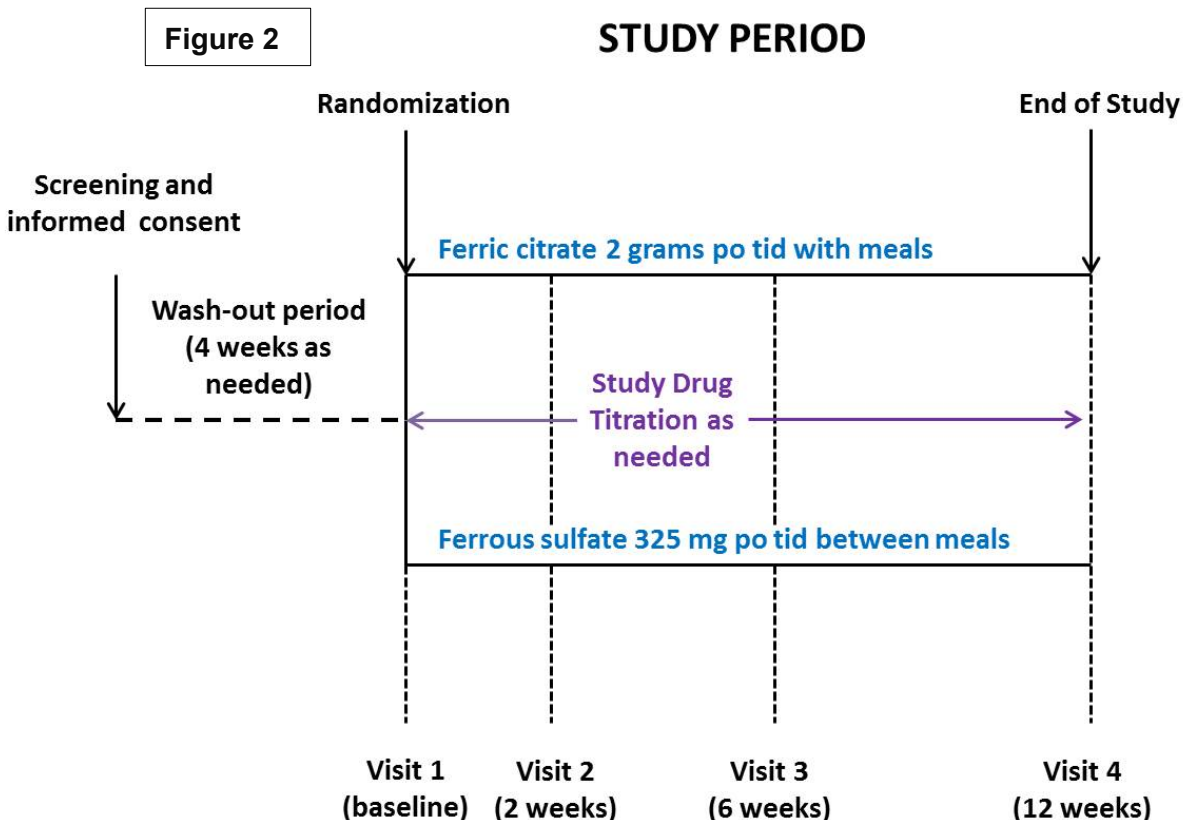 Figure 2
STUDY PERIOD
Randomization
End of Study
Screening and
informed consent
Ferric citrate 2 grams po tid with meals
Wash-out period
(4 weeks as
needed)
Study Drug
Titration as
needed
Ferrous sulfate 325 mg po tid between meals
Visit 1
(baseline)
Visit 2
(2 weeks)
Visit 3
(6 weeks)
Visit 4
(12 weeks)